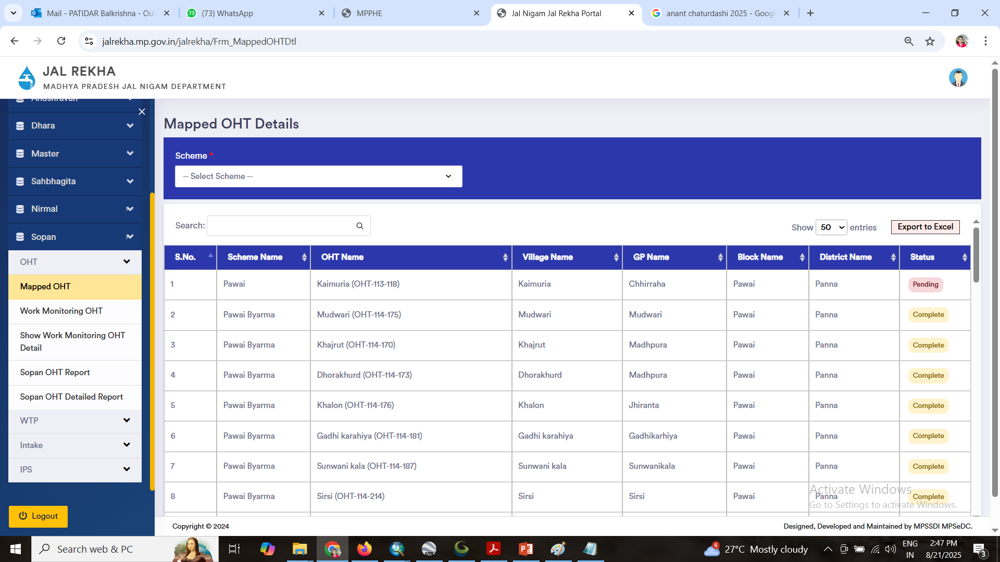 Mail - PATIDAR Balkrishna - Out
(73) WhatsApp
MPPHE
Jal Nigam Jal Rekha Portal
anant chaturdashi 2025 - Goog
jalrekha.mp.gov.in/jalrekha/Frm_MappedOHTDtl
JAL REKHA
MADHYA PRADESH JAL NIGAM DEPARTMENT
Anushravan
Dhara
Master
Sahbhagita
Nirmal
Sopan
OHT
Mapped OHT
Work Monitoring OHT
Show Work Monitoring OHT
Detail
Sopan OHT Report
Sopan OHT Detailed Report
WTP
Intake
IPS
Logout
Mapped OHT Details
Scheme *
-- Select Scheme --
Search:
Show 50 entries
Export to Excel
S.No. Scheme Name OHT Name Village Name GP Name Block Name District Name Status
1 Pawai Kaimuria (OHT-113-118) Kaimuria Chhirraha Pawai Panna Pending
2 Pawai Byarma Mudwari (OHT-114-175) Mudwari Mudwari Pawai Panna Complete
3 Pawai Byarma Khajrut (OHT-114-170) Khajrut Madhpura Pawai Panna Complete
4 Pawai Byarma Dhorakhurd (OHT-114-173) Dhorakhurd Madhpura Pawai Panna Complete
5 Pawai Byarma Khalon (OHT-114-176) Khalon Jhiranta Pawai Panna Complete
6 Pawai Byarma Gadhi karahiya (OHT-114-181) Gadhi karahiya Gadhikarhiya Pawai Panna Complete
7 Pawai Byarma Sunwani kala (OHT-114-187) Sunwani kala Sunwanikala Pawai Panna Complete
8 Pawai Byarma Sirsi (OHT-114-214) Sirsi Sirsi Pawai Panna Complete
Activate Windows
Go to Settings to activate Windows.
Copyright © 2024
Designed, Developed and Maintained by MPSSDI MPSeDC.
Search web & PC
27°C Mostly cloudy
ENG
IN
2:47 PM
8/21/2025